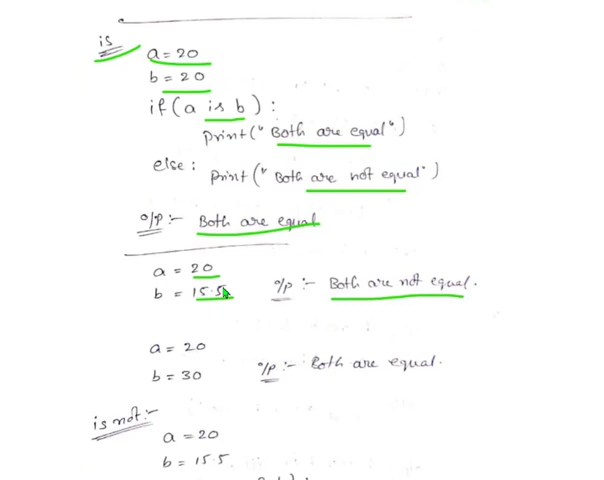 is
a = 20
b = 20
if (a is b) :
print(" Both are equal")
else : print(" Both are not equal")
o/p :- Both are equal
a = 20
b = 15.5 o/p :- Both are not equal.
a = 20
b = 30 o/p :- Both are equal.
is not :-
a = 20
b = 15.5